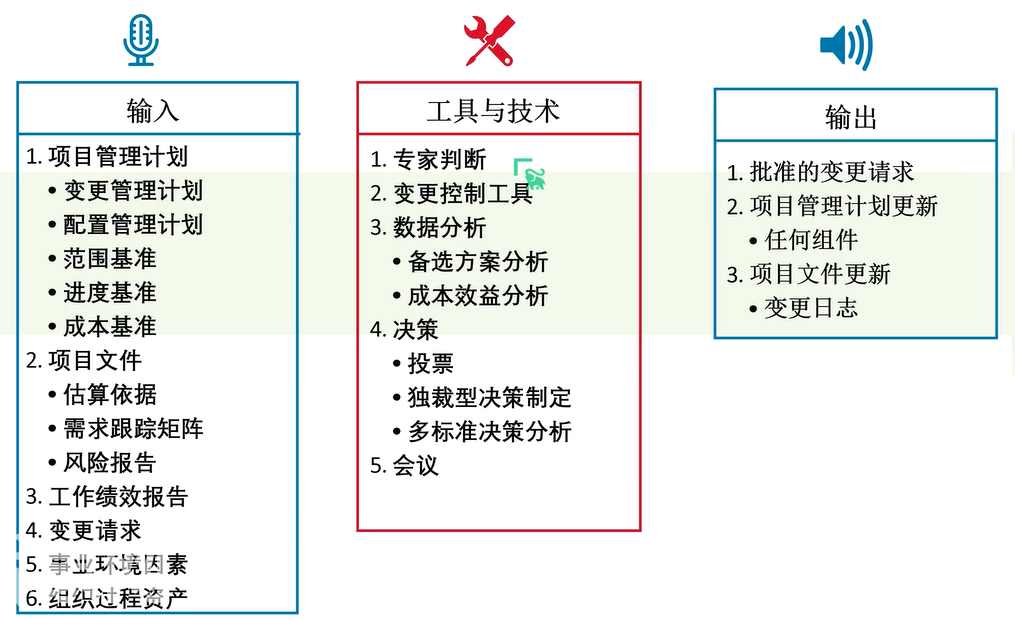 输入
1. 项目管理计划
• 变更管理计划
• 配置管理计划
• 范围基准
• 进度基准
• 成本基准
2. 项目文件
• 估算依据
• 需求跟踪矩阵
• 风险报告
3. 工作绩效报告
4. 变更请求
5. 事业环境因素
6. 组织过程资产
工具与技术
1. 专家判断
2. 变更控制工具
3. 数据分析
• 备选方案分析
• 成本效益分析
4. 决策
• 投票
• 独裁型决策制定
• 多标准决策分析
5. 会议
输出
1. 批准的变更请求
2. 项目管理计划更新
• 任何组件
3. 项目文件更新
• 变更日志